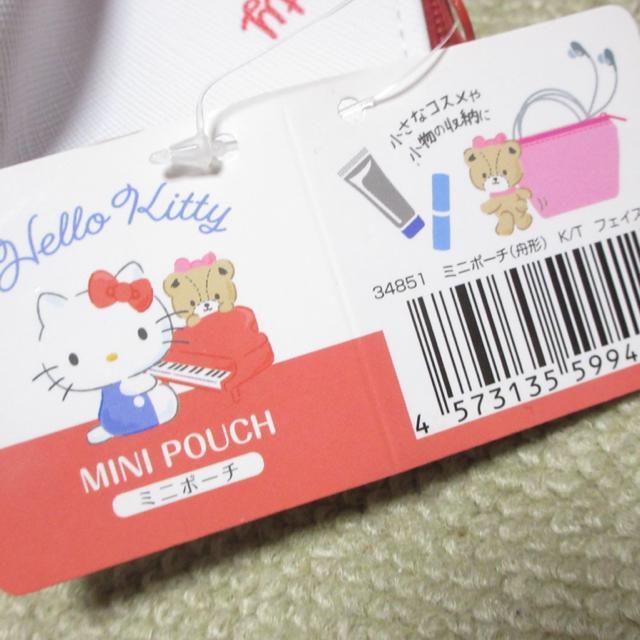 Hello Kitty
MINI POUCH
ミニポーチ
小さなコスメや
小物の収納に
34851 ミニポーチ(舟形) K/T フェイス
4 573135 5994